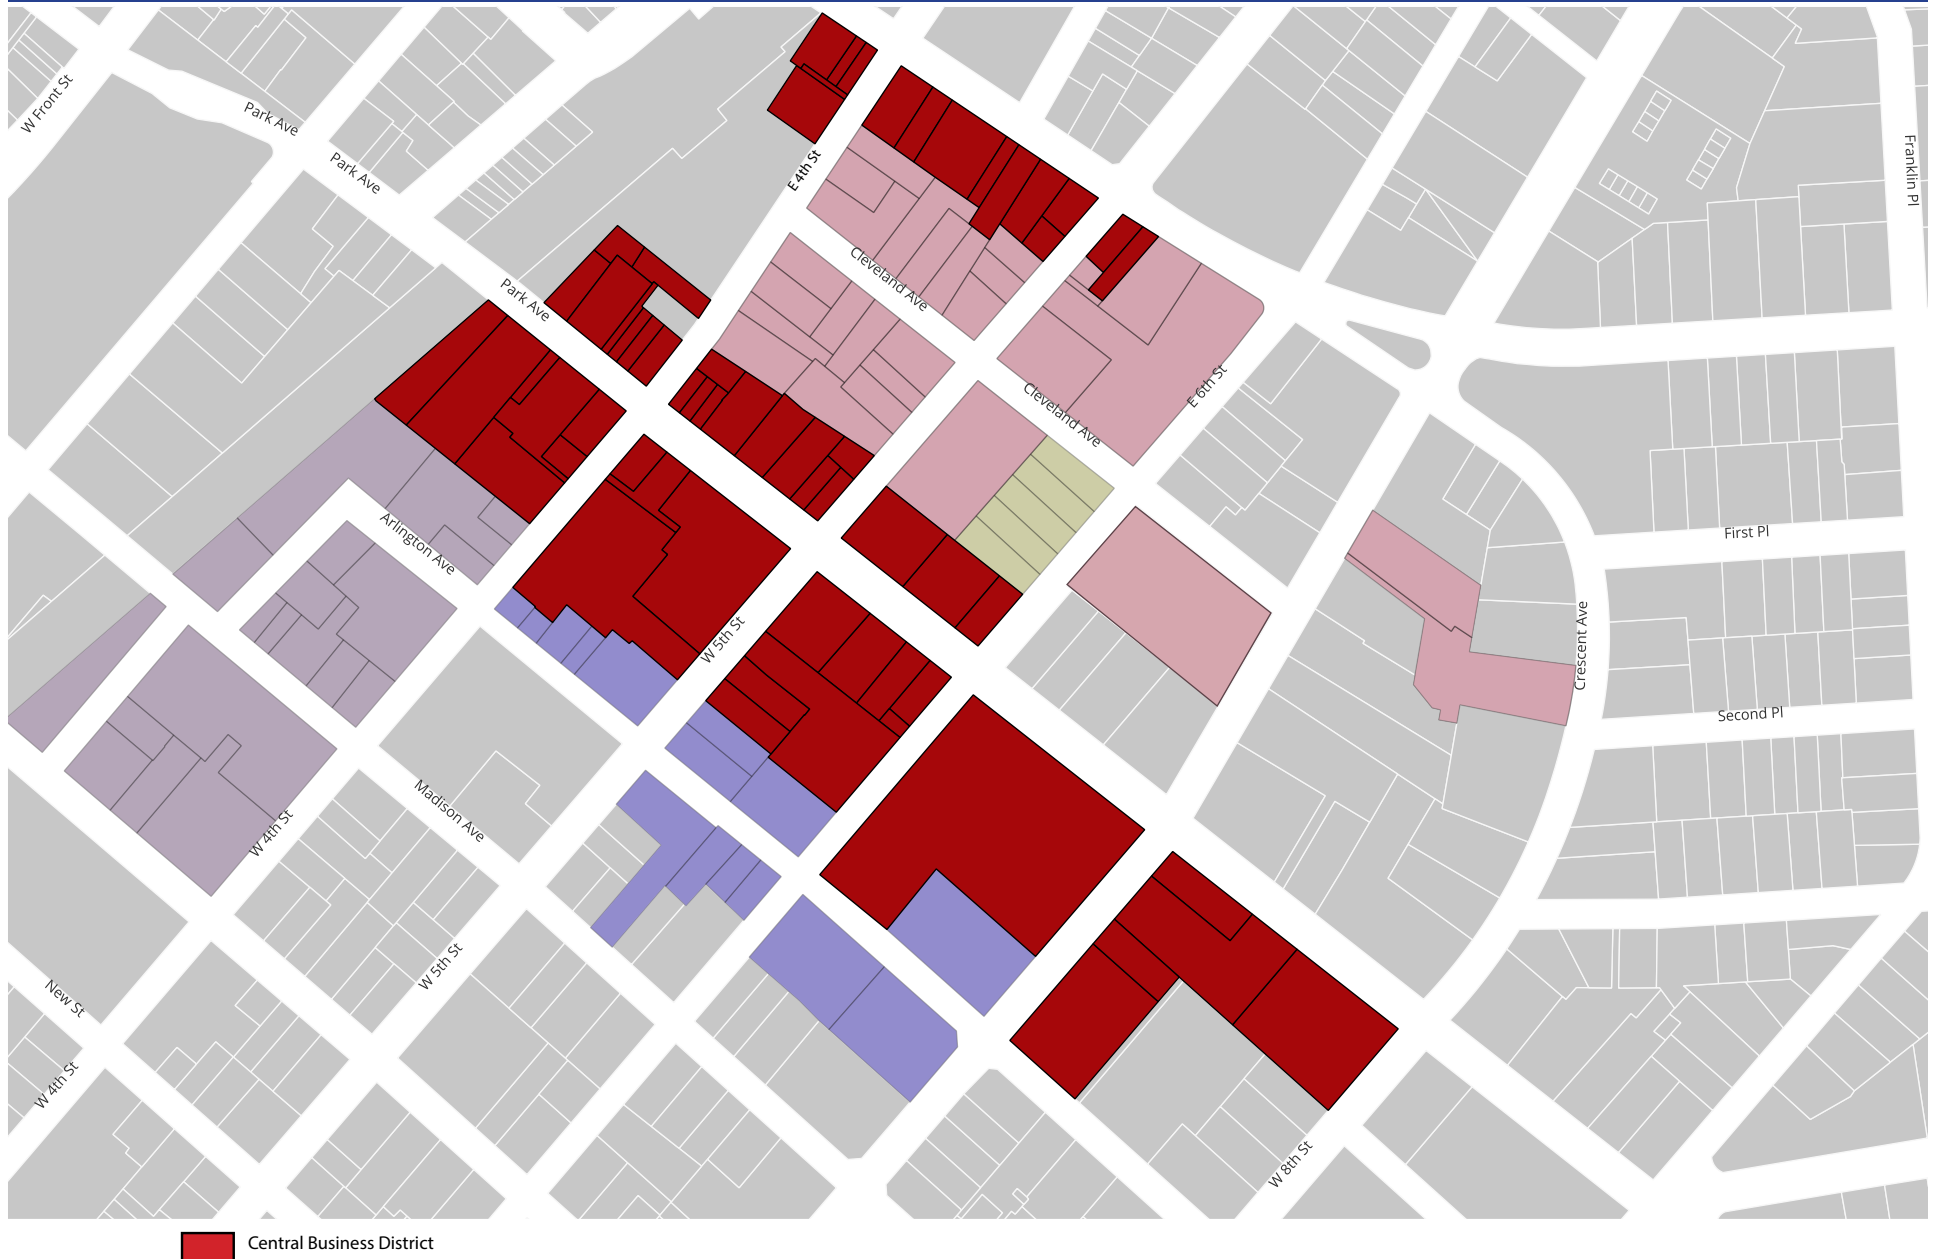 W Front St
Park Ave
Park Ave
E 4th St
Franklin Pl
Park Ave
Cleveland Ave
Cleveland Ave
E 6th St
Arlington Ave
First Pl
W 5th St
Crescent Ave
Second Pl
Madison Ave
W 4th St
W 5th St
New St
W 4th St
W 8th St
Central Business District